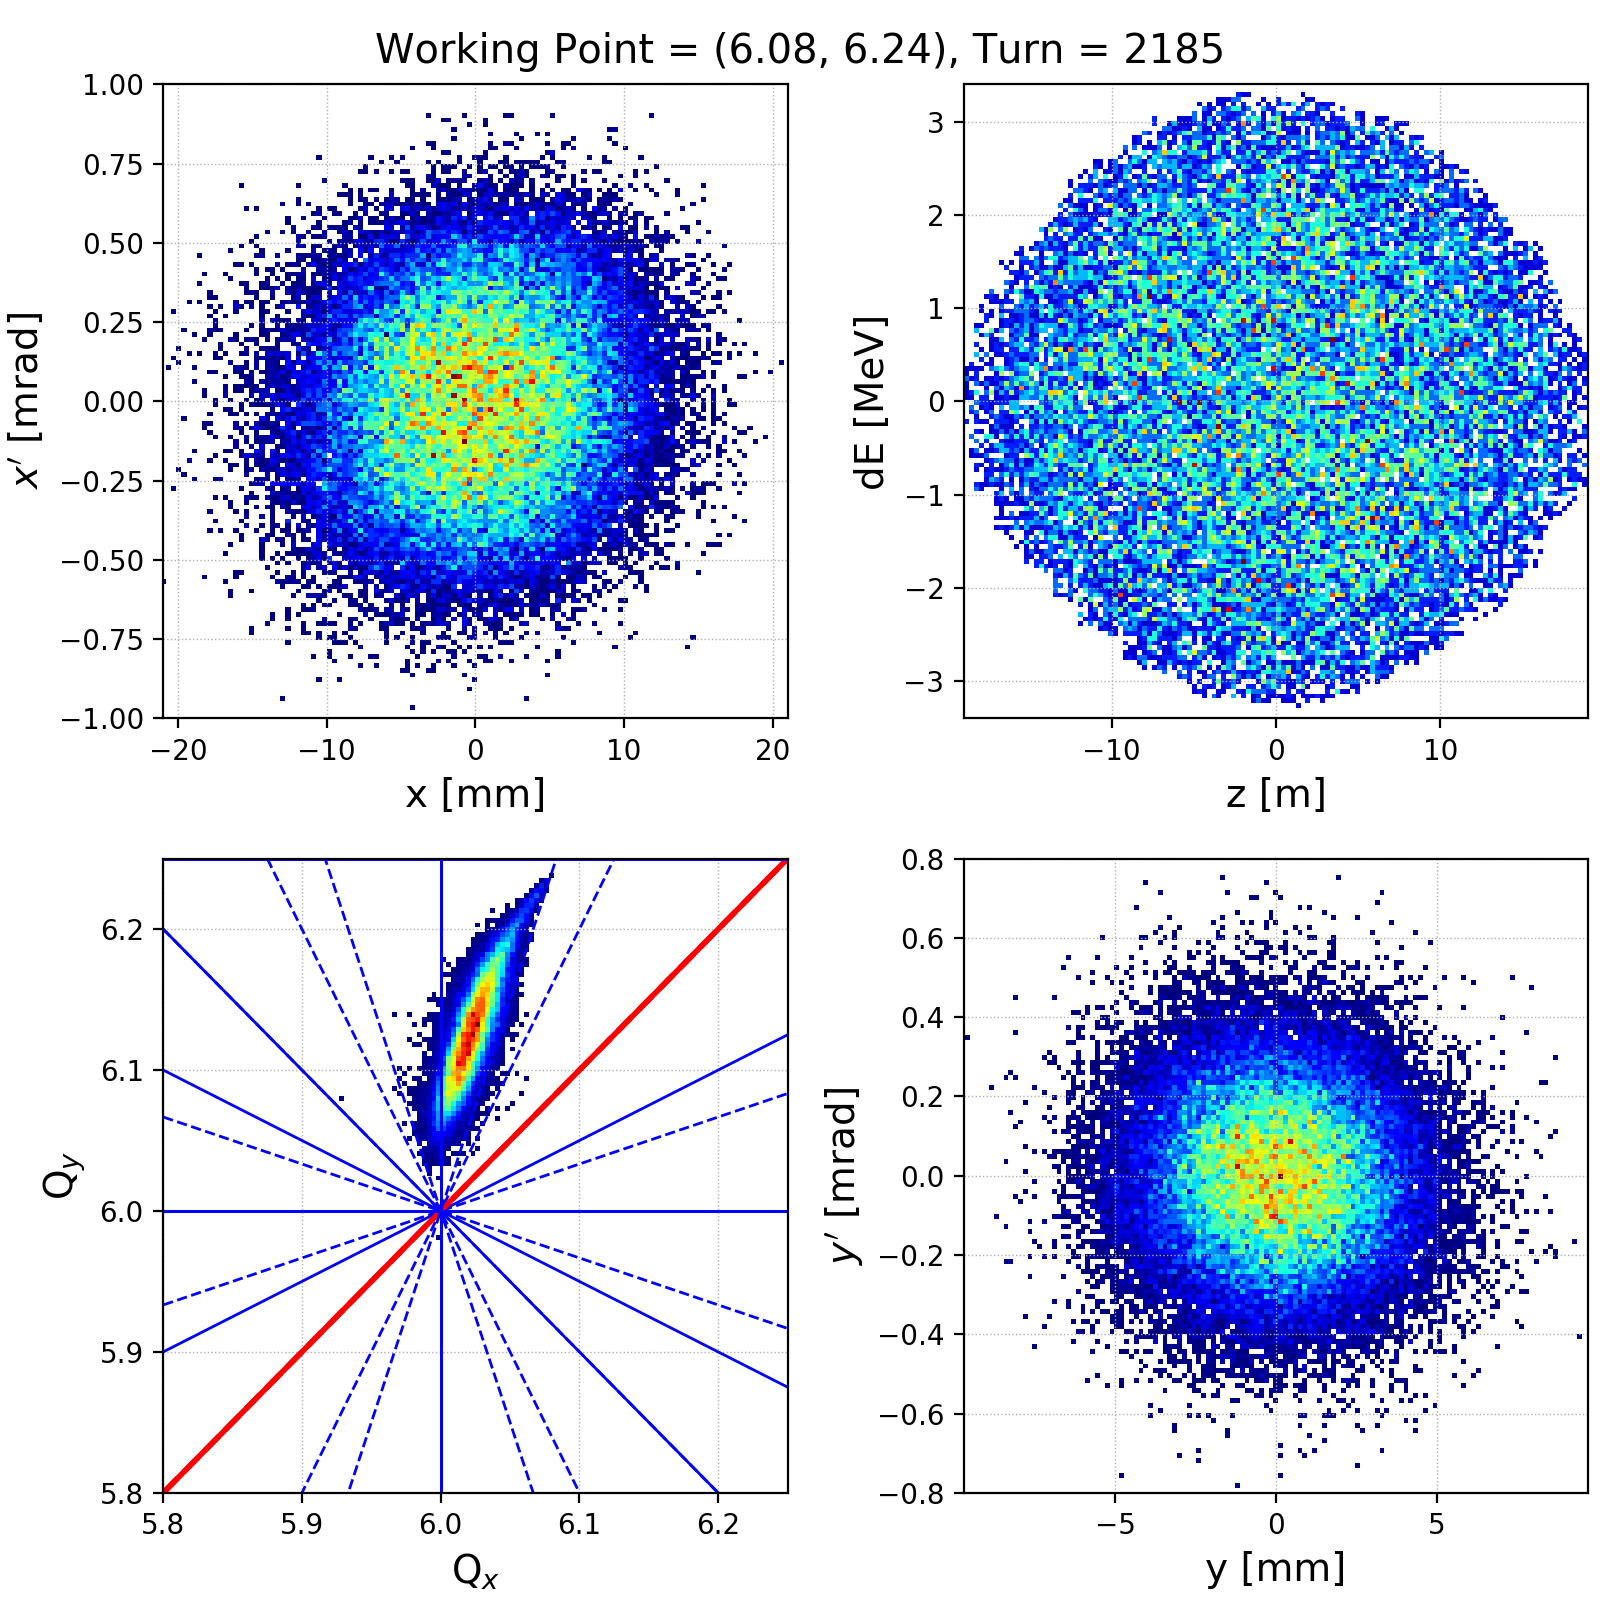 Working Point = (6.08, 6.24), Turn = 2185
1.00
0.75
0.50
0.25
0.00
−0.25
−0.50
−0.75
−1.00
x′ [mrad]
−20 −10 0 10 20
x [mm]
3
2
1
0
−1
−2
−3
dE [MeV]
−10 0 10
z [m]
6.2
6.1
6.0
5.9
5.8
Qy
5.8 5.9 6.0 6.1 6.2
Qx
0.8
0.6
0.4
0.2
0.0
−0.2
−0.4
−0.6
−0.8
y′ [mrad]
−5 0 5
y [mm]